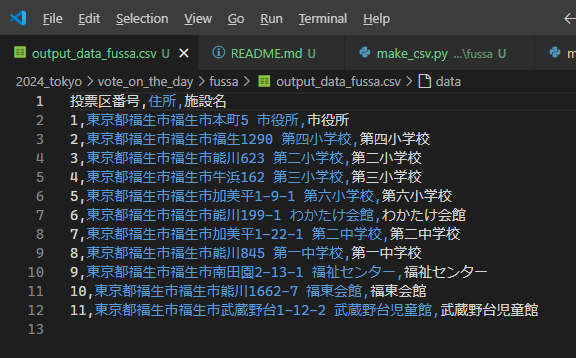 File Edit Selection View Go Run Terminal Help
output_data_fussa.csv U × README.md U make_csv.py ...\fussa U m
2024_tokyo > vote_on_the_day > fussa > output_data_fussa.csv > data
1 投票区番号,住所,施設名
2 1,東京都福生市福生市本町5 市役所,市役所
3 2,東京都福生市福生市福生1290 第四小学校,第四小学校
4 3,東京都福生市福生市熊川623 第二小学校,第二小学校
5 4,東京都福生市福生市牛浜162 第三小学校,第三小学校
6 5,東京都福生市福生市加美平1-9-1 第六小学校,第六小学校
7 6,東京都福生市福生市熊川199-1 わかたけ会館,わかたけ会館
8 7,東京都福生市福生市加美平1-22-1 第二中学校,第二中学校
9 8,東京都福生市福生市熊川845 第一中学校,第一中学校
10 9,東京都福生市福生市南田園2-13-1 福祉センター,福祉センター
11 10,東京都福生市福生市熊川1662-7 福東会館,福東会館
12 11,東京都福生市福生市武蔵野台1-12-2 武蔵野台児童館,武蔵野台児童館
13